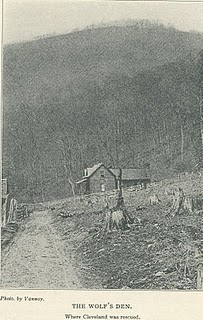 Photo. by Vannoy.
THE WOLF'S DEN.
Where Cleveland was rescued.